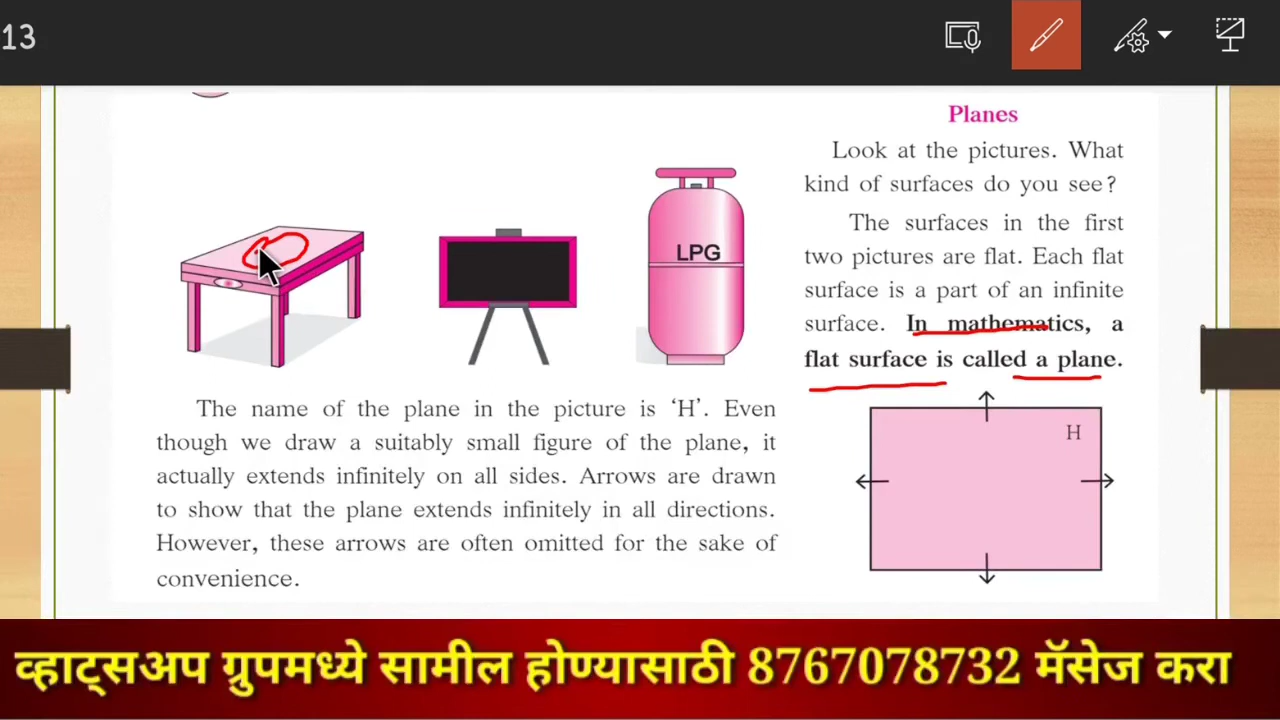 13
Planes
Look at the pictures. What
kind of surfaces do you see?
The surfaces in the first
two pictures are flat. Each flat
surface is a part of an infinite
surface. In mathematics, a
flat surface is called a plane.
LPG
The name of the plane in the picture is ‘H’. Even
though we draw a suitably small figure of the plane, it
actually extends infinitely on all sides. Arrows are drawn
to show that the plane extends infinitely in all directions.
However, these arrows are often omitted for the sake of
convenience.
H
व्हाट्सअप ग्रुपमध्ये सामील होण्यासाठी 8767078732 मॅसेज करा